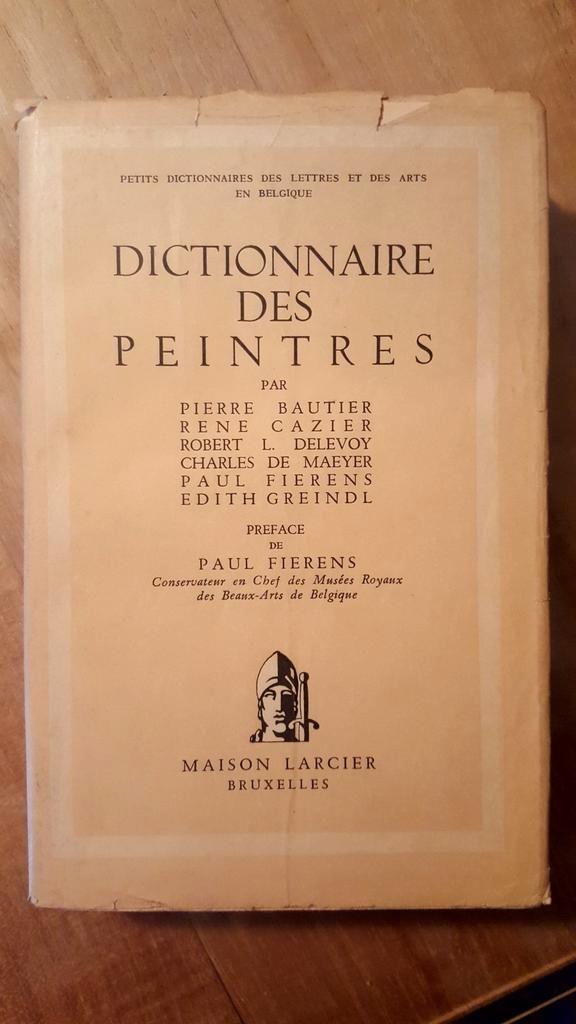 PETITS DICTIONNAIRES DES LETTRES ET DES ARTS
EN BELGIQUE
DICTIONNAIRE
DES
PEINTRES
PAR
PIERRE BAUTIER
RENE CAZIER
ROBERT L. DELEVOY
CHARLES DE MAEYER
PAUL FIERENS
EDITH GREINDL
PREFACE
DE
PAUL FIERENS
Conservateur en Chef des Musées Royaux
des Beaux-Arts de Belgique
MAISON LARCIER
BRUXELLES